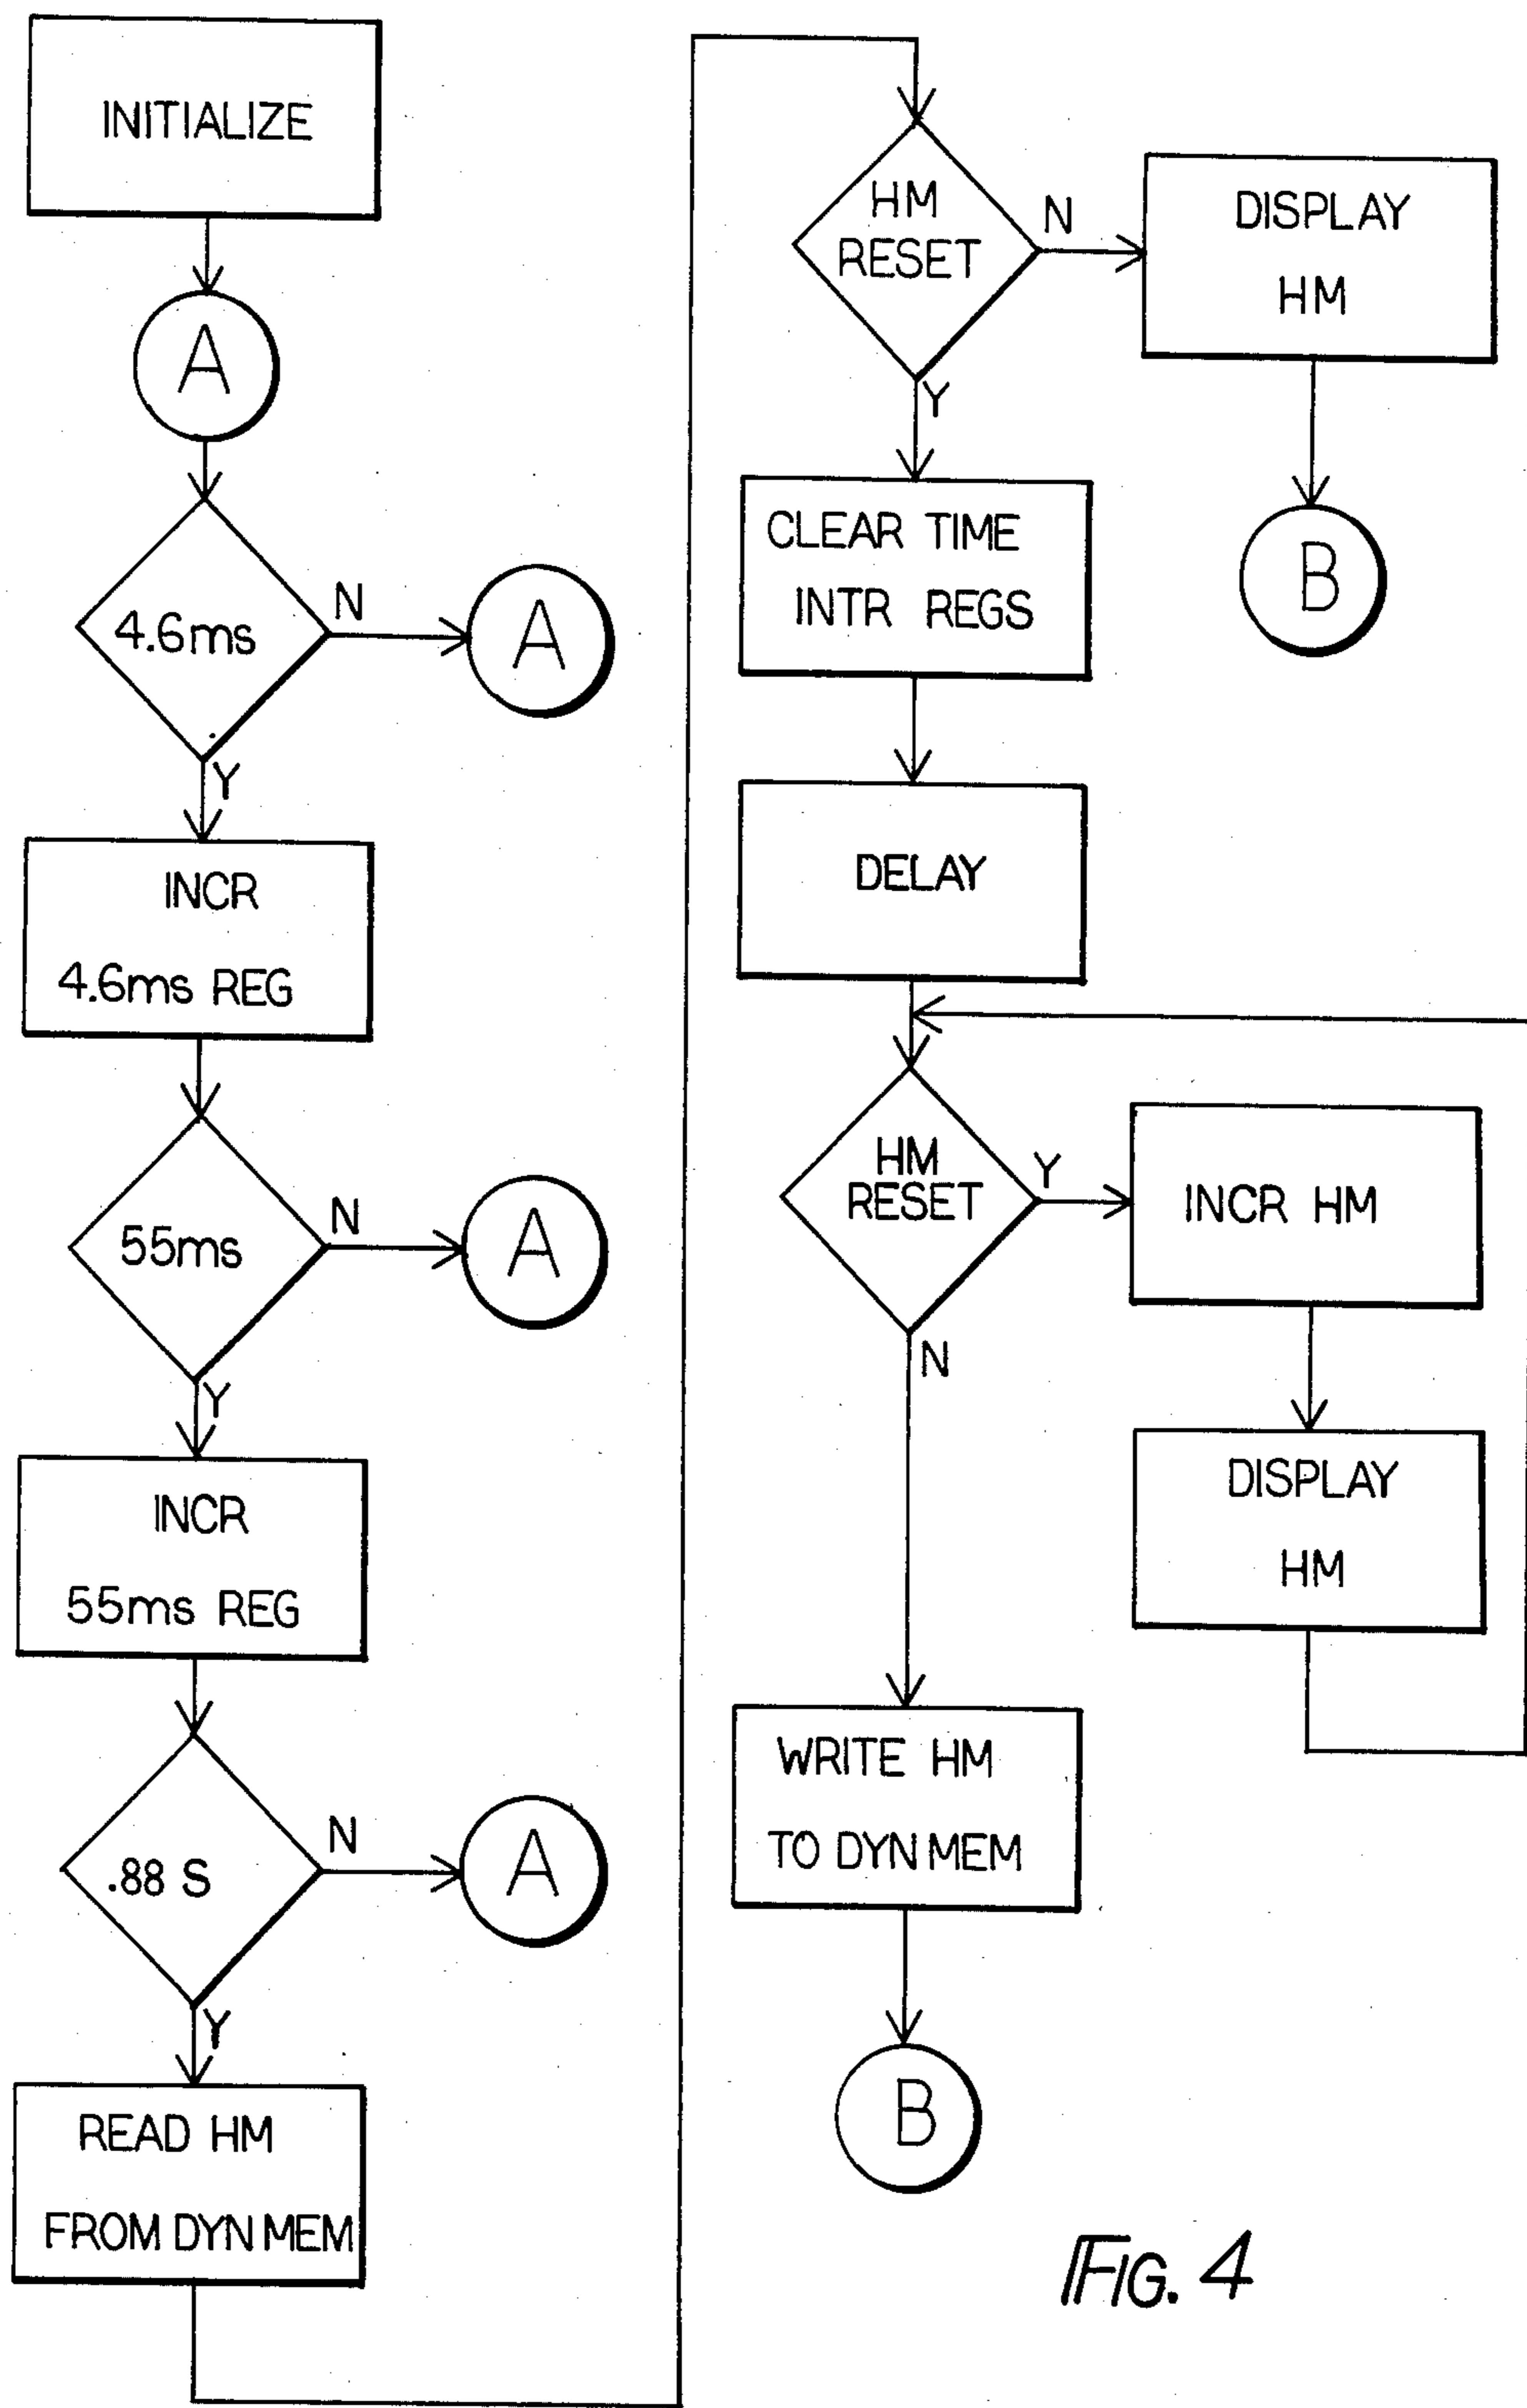 INITIALIZE
A
4.6ms
N
A
Y
INCR
4.6ms REG
55ms
N
A
Y
INCR
55ms REG
.88 S
N
A
Y
READ HM
FROM DYN MEM
HM
RESET
N
DISPLAY
HM
B
Y
CLEAR TIME
INTR REGS
DELAY
HM
RESET
Y
INCR HM
DISPLAY
HM
N
WRITE HM
TO DYN MEM
B
FIG. 4